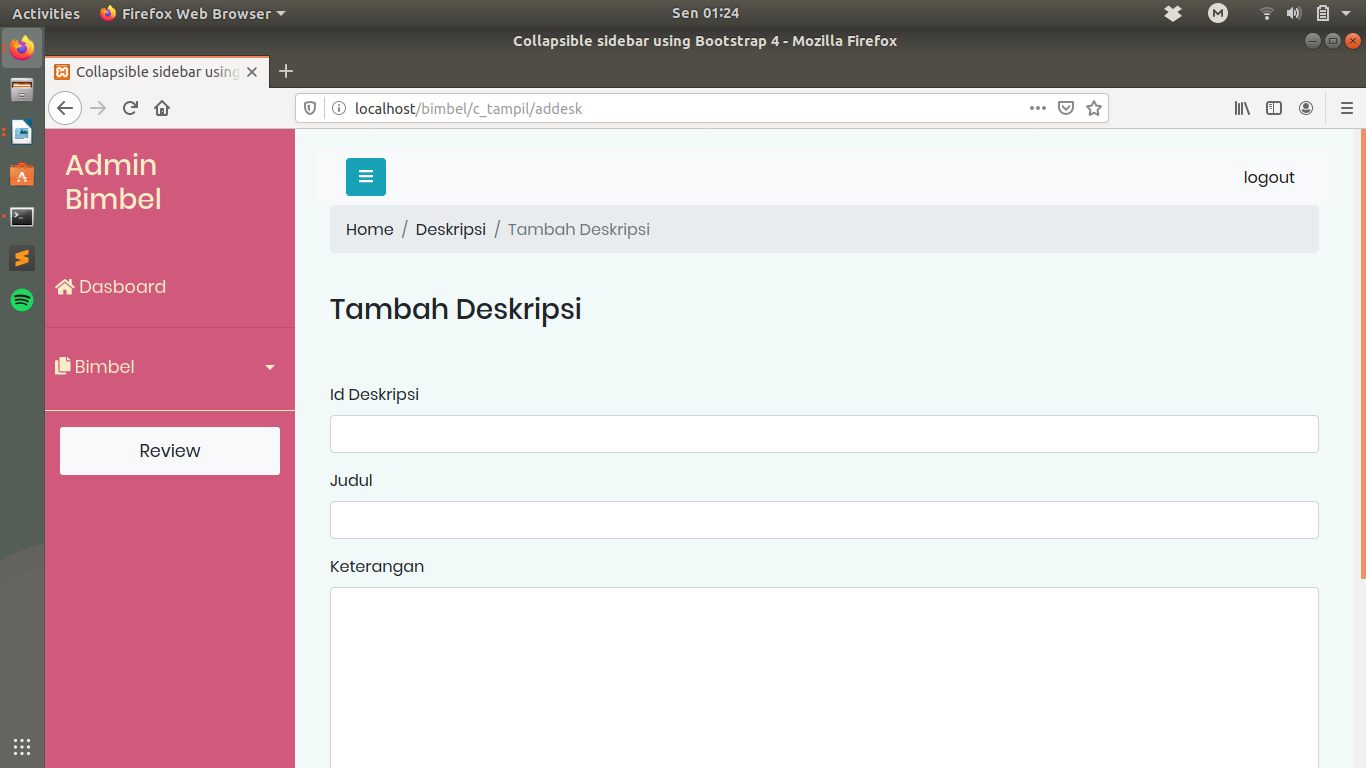 Activities Firefox Web Browser Sen 01:24
Collapsible sidebar using Bootstrap 4 - Mozilla Firefox
Collapsible sidebar using
localhost/bimbel/c_tampil/addesk
Admin
Bimbel
Dasboard
Bimbel
Review
logout
Home / Deskripsi / Tambah Deskripsi
Tambah Deskripsi
Id Deskripsi
Judul
Keterangan